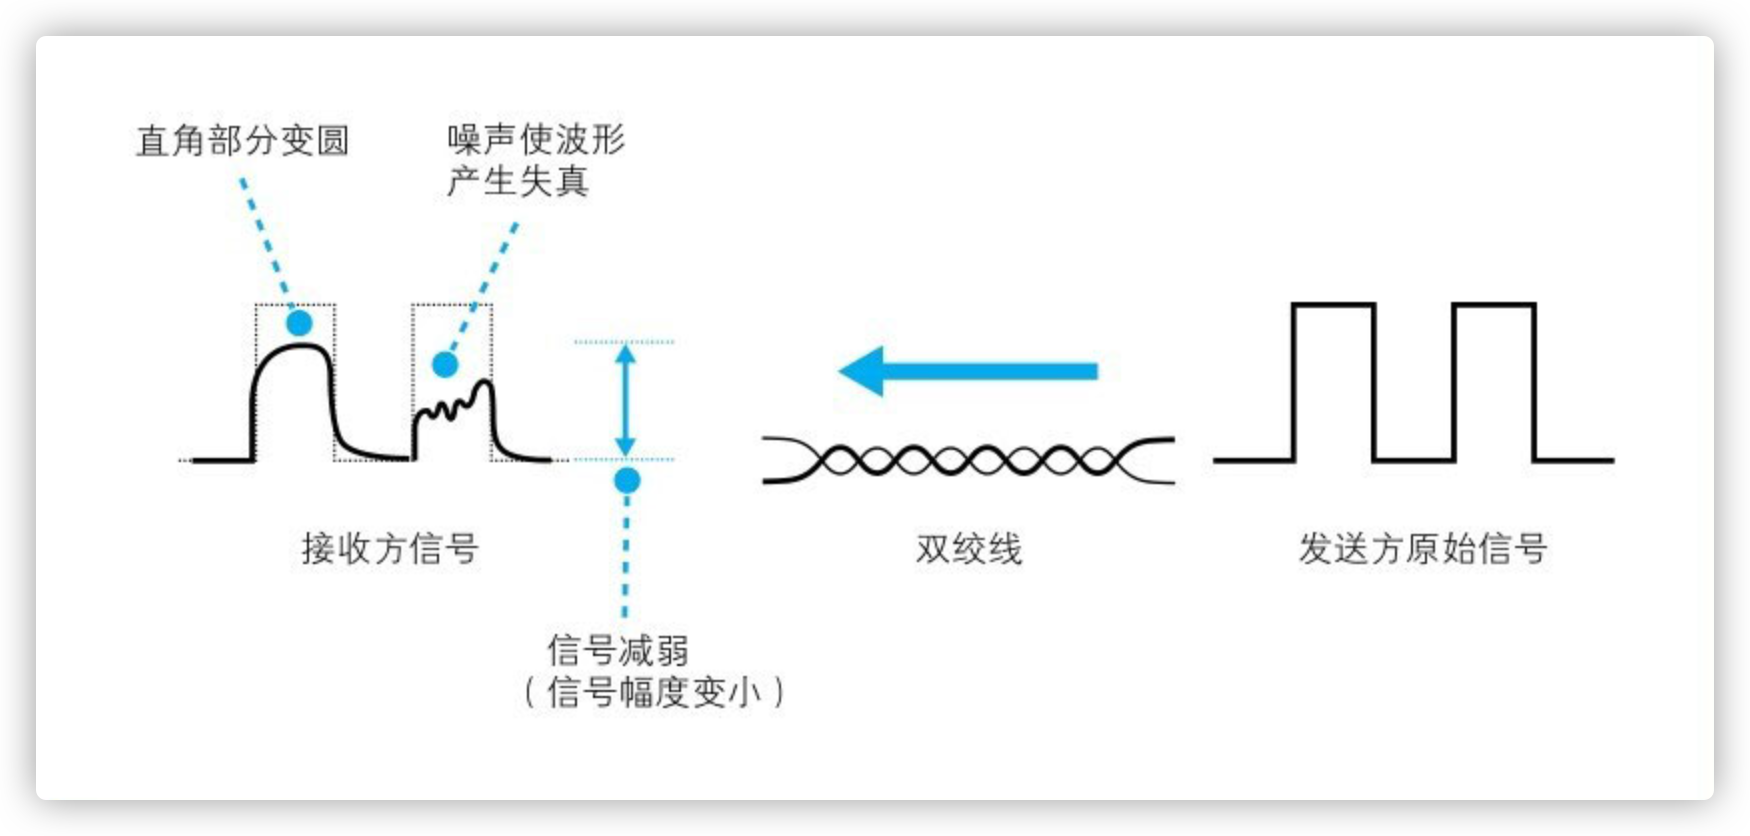 直角部分变圆
噪声使波形
产生失真
接收方信号
双绞线
发送方原始信号
信号减弱
（信号幅度变小）